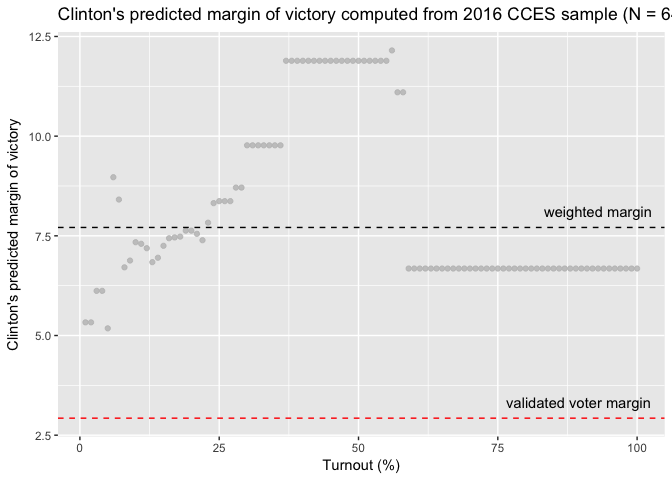 Clinton's predicted margin of victory computed from 2016 CCES sample (N = 6
12.5
10.0
7.5
5.0
2.5
Clinton's predicted margin of victory
weighted margin
validated voter margin
0 25 50 75 100
Turnout (%)